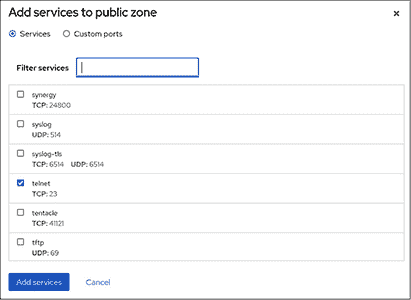 Add services to public zone
Services Custom ports
Filter services
synergy
TCP: 24800
syslog
UDP: 514
syslog-tls
TCP: 6514 UDP: 6514
telnet
TCP: 23
tentacle
TCP: 41121
tftp
UDP: 69
Add services Cancel